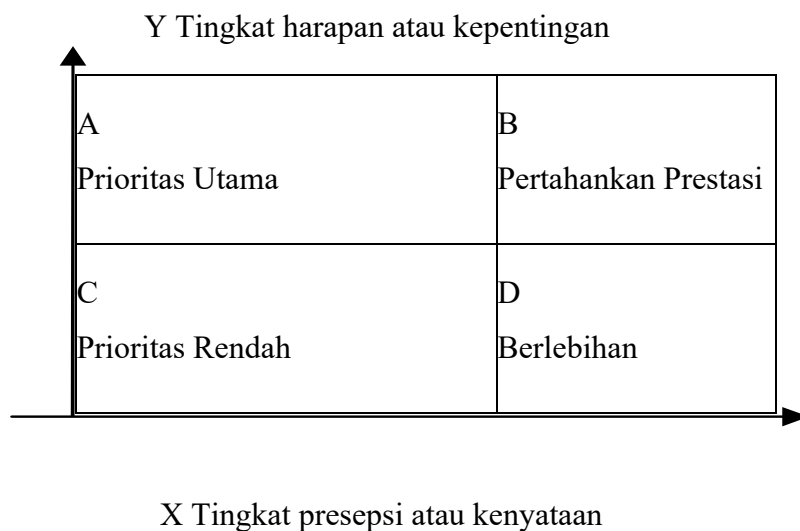 Y Tingkat harapan atau kepentingan
A
Prioritas Utama
B
Pertahankan Prestasi
C
Prioritas Rendah
D
Berlebihan
X Tingkat presepsi atau kenyataan